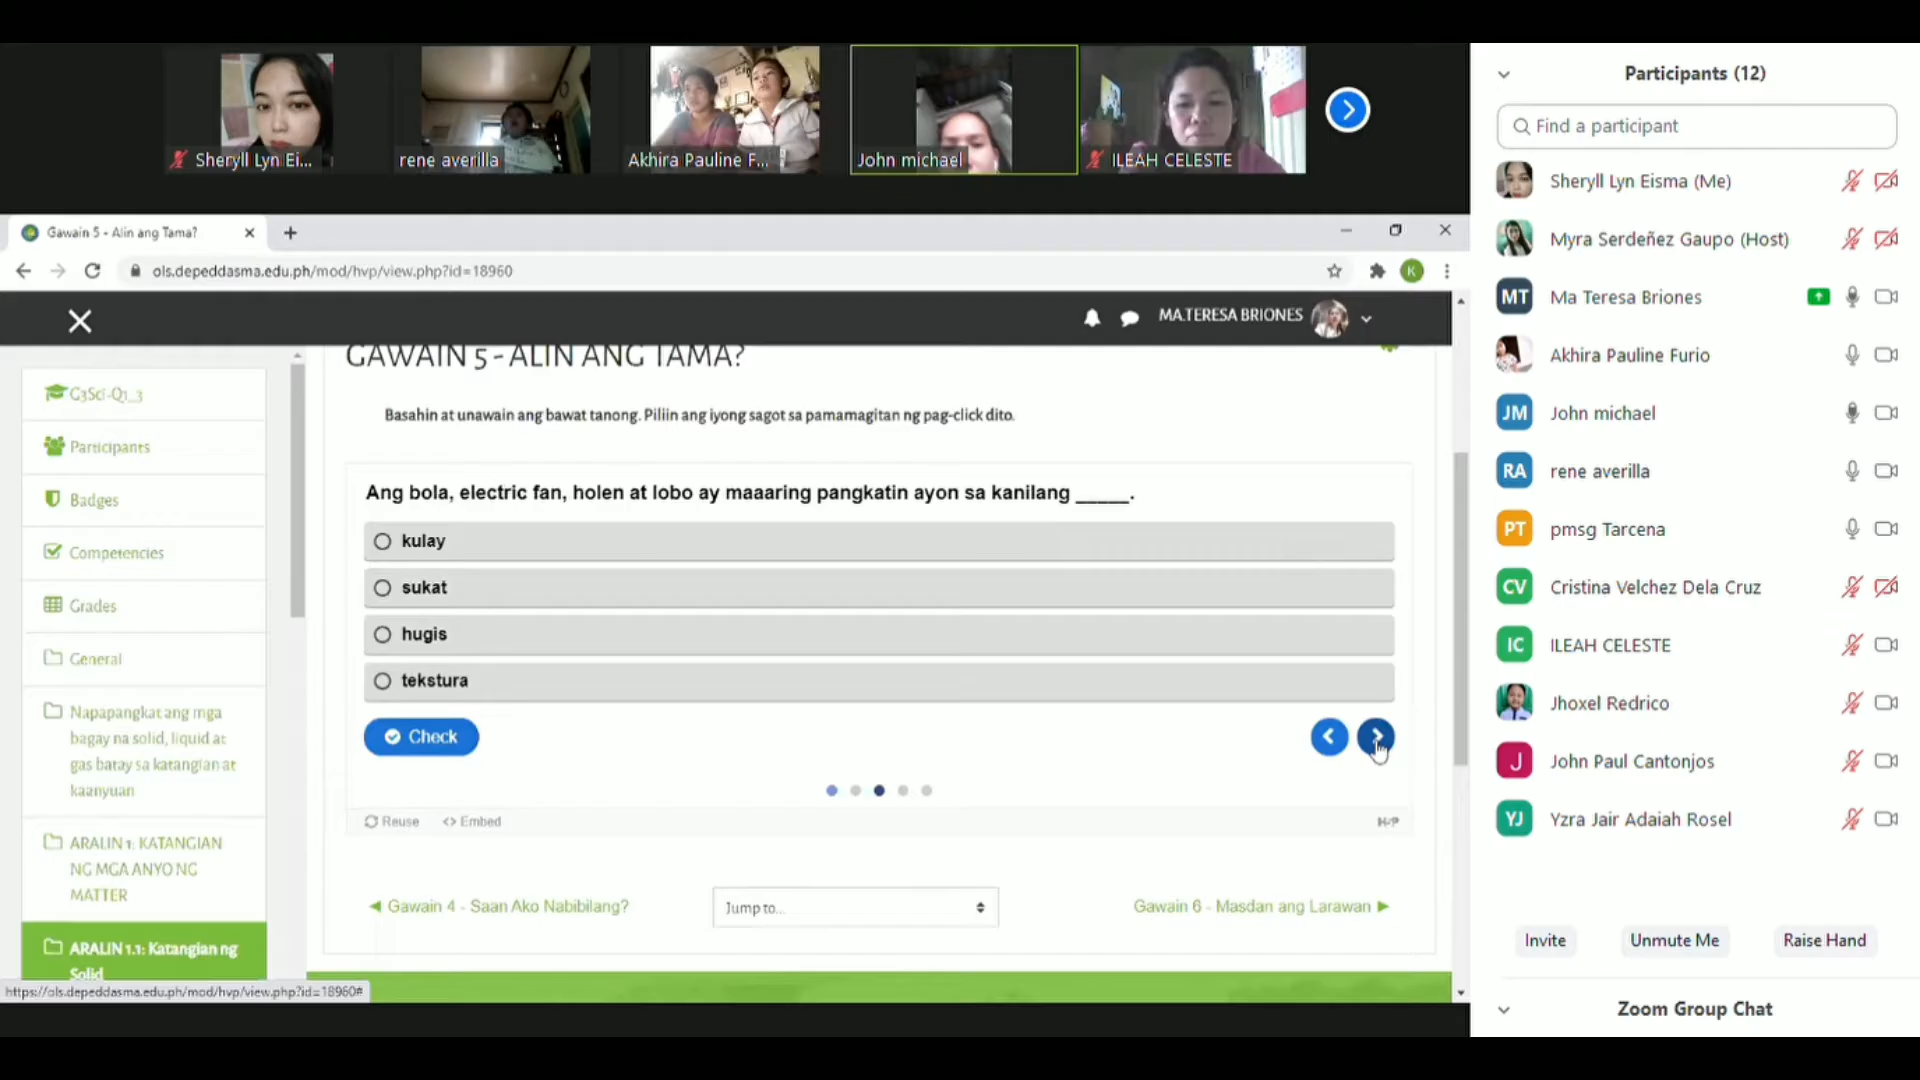 Sheryll Lyn Ei...
rene averilla
Akhira Pauline F...
John michael
ILEAH CELESTE
Gawain 5 - Alin ang Tama?
ols.depeddasma.edu.ph/mod/hvp/view.php?id=18960
K
MA.TERESA BRIONES
G3Sci-Q1_3
Participants
Badges
Competencies
Grades
General
Napapangkat ang mga
bagay na solid, liquid at
gas batay sa katangian at
kaanyuan
ARALIN 1: KATANGIAN
NG MGA ANYO NG
MATTER
ARALIN 1.1: Katangian ng
Solid
https://ols.depeddasma.edu.ph/mod/hvp/view.php?id=18960#
GAWAIN 5 - ALIN ANG TAMA?
Basahin at unawain ang bawat tanong. Piliin ang iyong sagot sa pamamagitan ng pag-click dito.
Ang bola, electric fan, holen at lobo ay maaaring pangkatin ayon sa kanilang _____.
kulay
sukat
hugis
tekstura
Check
Reuse
<> Embed
H-P
◀ Gawain 4 - Saan Ako Nabibilang?
Jump to...
Gawain 6 - Masdan ang Larawan ▶
Participants (12)
Find a participant
Sheryll Lyn Eisma (Me)
Myra Serdeñez Gaupo (Host)
MT Ma Teresa Briones
Akhira Pauline Furio
JM John michael
RA rene averilla
PT pmsg Tarcena
CV Cristina Velchez Dela Cruz
IC ILEAH CELESTE
Jhoxel Redrico
J John Paul Cantonjos
YJ Yzra Jair Adaiah Rosel
Invite
Unmute Me
Raise Hand
Zoom Group Chat